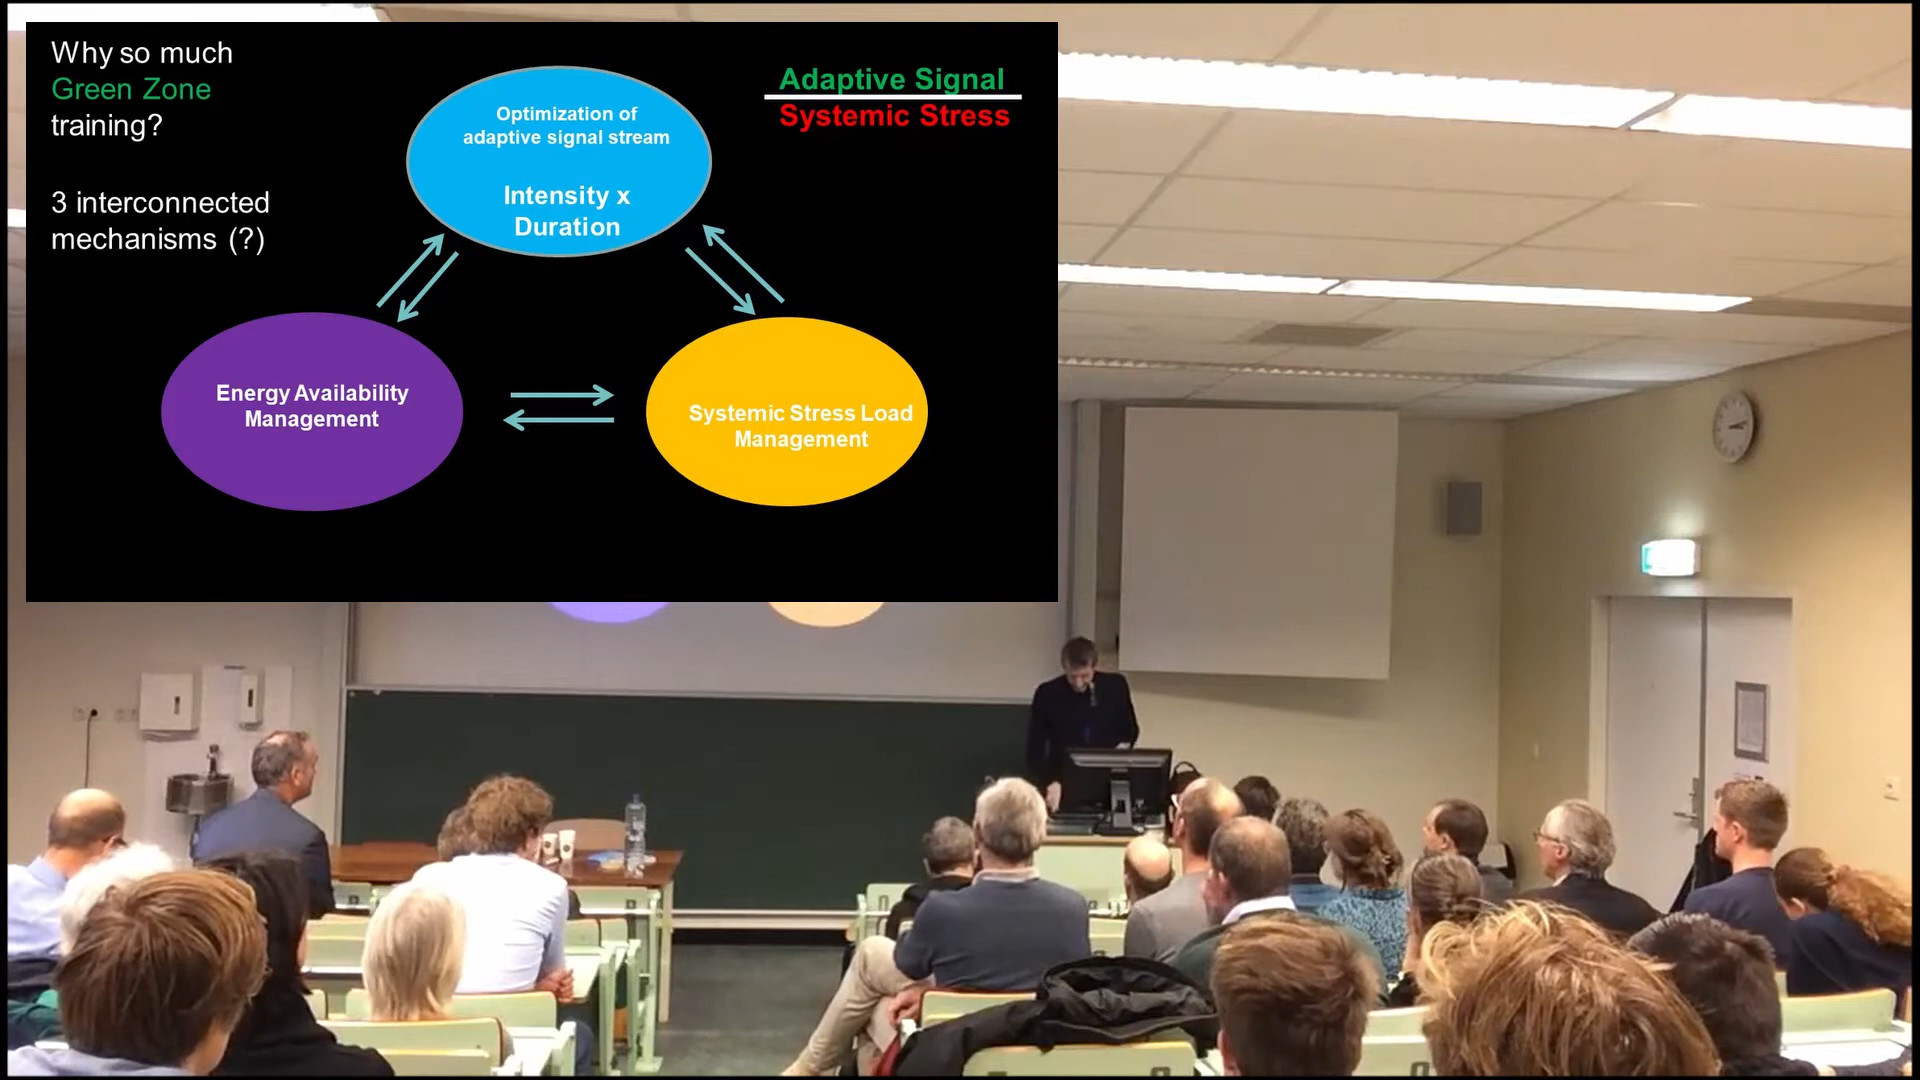 Why so much
Green Zone
training?
3 interconnected
mechanisms (?)
Optimization of
adaptive signal stream
Intensity x
Duration
Adaptive Signal
Systemic Stress
Energy Availability
Management
Systemic Stress Load
Management